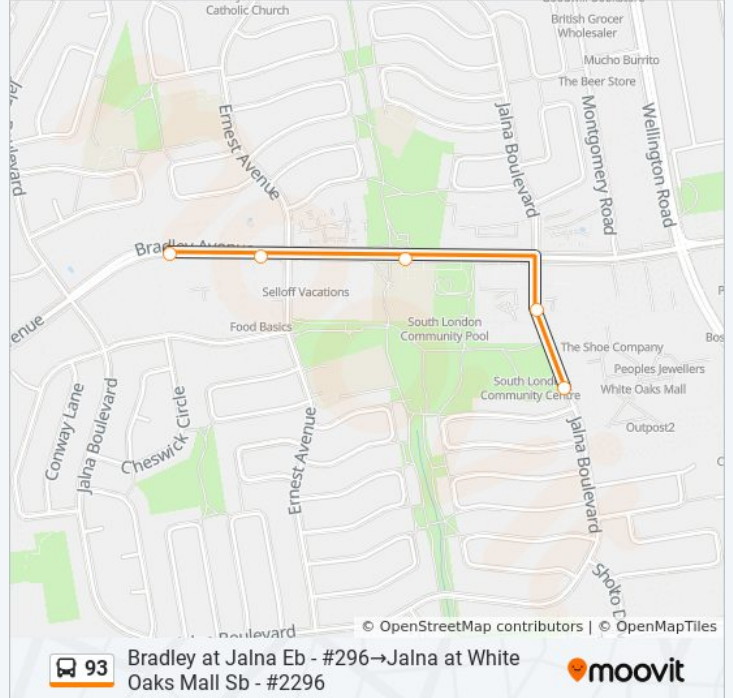 Catholic Church
British Grocer
Wholesaler
Mucho Burrito
The Beer Store
Ernest Avenue
Jalna Boulevard
Montgomery Road
Wellington Road
Bradley Avenue
Selloff Vacations
Food Basics
South London
Community Pool
The Shoe Company
Peoples Jewellers
South London
Community Centre
White Oaks Mall
Outpost2
Conway Lane
Jalna Boulevard
Cheswick Circle
Ernest Avenue
Jalna Boulevard
Sholto D
Boulevard
© OpenStreetMap contributors | © OpenMapTiles
93
Bradley at Jalna Eb - #296→Jalna at White
Oaks Mall Sb - #2296
moovit